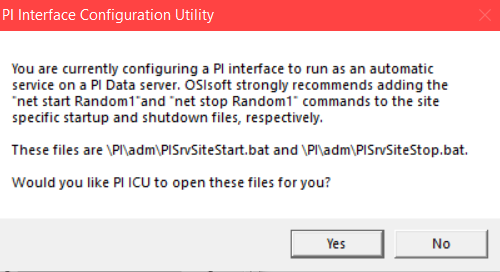 PI Interface Configuration Utility
You are currently configuring a PI interface to run as an automatic
service on a PI Data server. OSIsoft strongly recommends adding the
"net start Random1"and "net stop Random1" commands to the site
specific startup and shutdown files, respectively.
These files are \PI\adm\PISrvSiteStart.bat and \PI\adm\PISrvSiteStop.bat.
Would you like PI ICU to open these files for you?
Yes
No